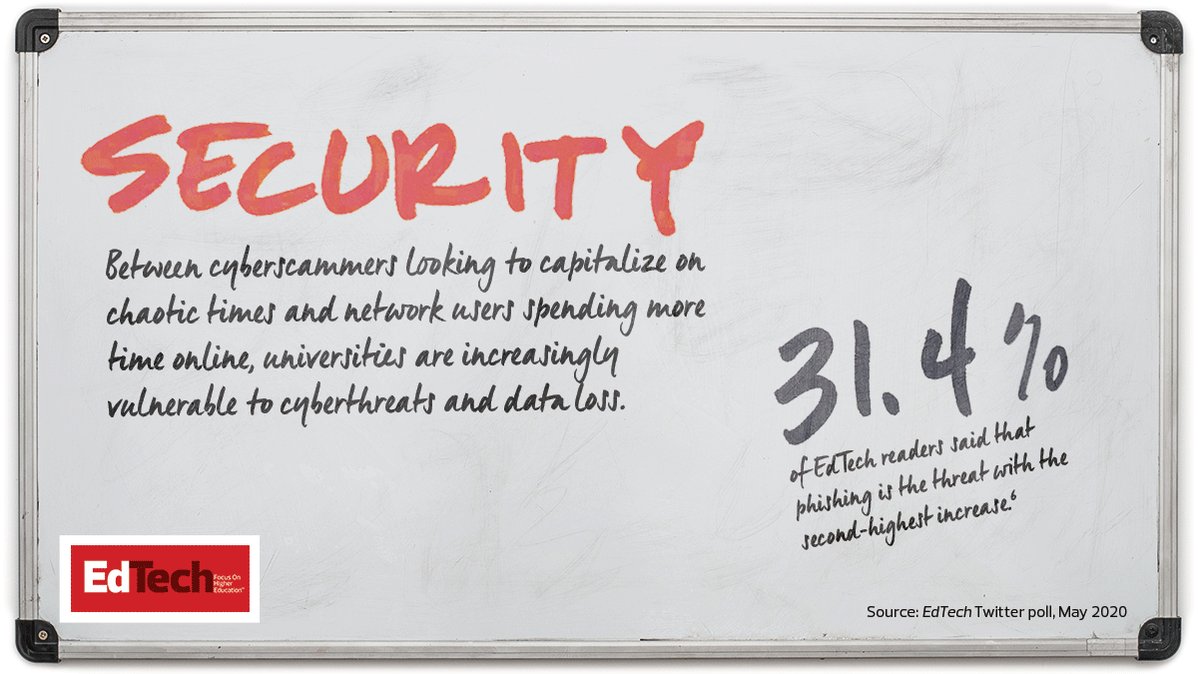 SECURITY
Between cyberscammers looking to capitalize on
chaotic times and network users spending more
time online, universities are increasingly
vulnerable to cyberthreats and data loss.
31.4%
of EdTech readers said that
phishing is the threat with the
second-highest increase.⁶
EdTech Focus On
Higher
Education™
Source: EdTech Twitter poll, May 2020